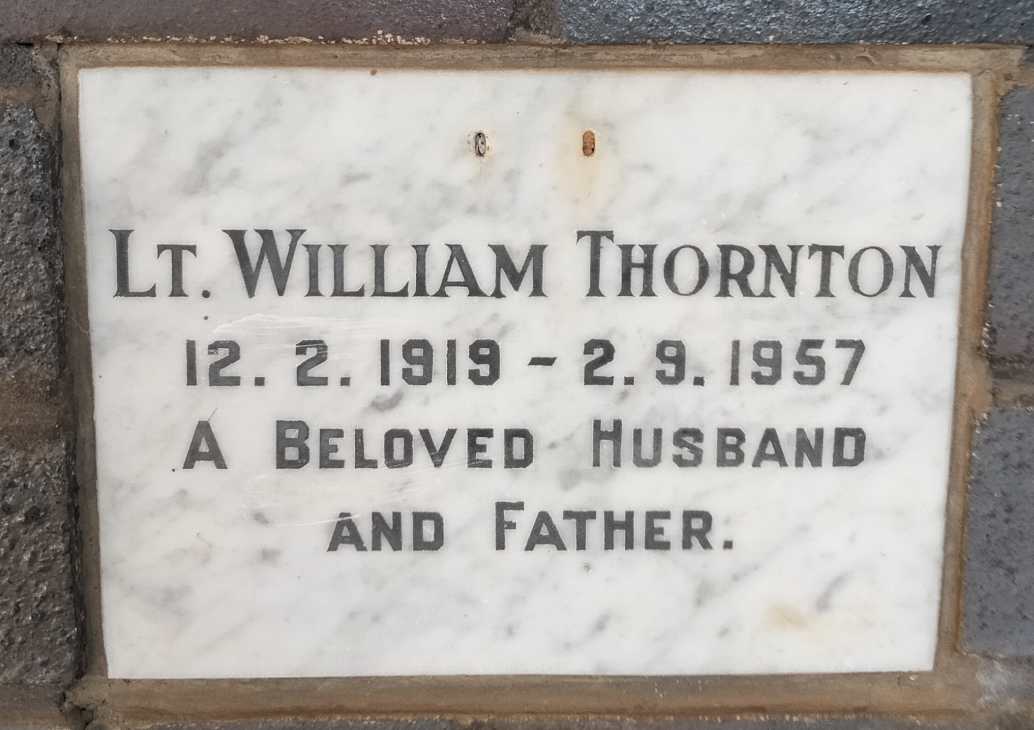 LT. WILLIAM THORNTON
12. 2. 1919 - 2. 9. 1957
A BELOVED HUSBAND
AND FATHER.